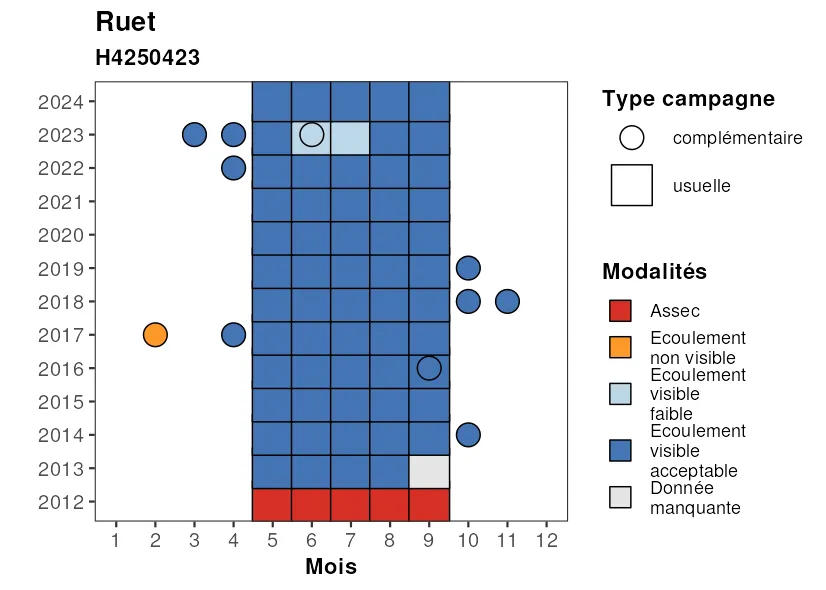 Ruet
H4250423
2024
2023
2022
2021
2020
2019
2018
2017
2016
2015
2014
2013
2012
1 2 3 4 5 6 7 8 9 10 11 12
Mois
Type campagne
complémentaire
usuelle
Modalités
Assec
Ecoulement
non visible
Ecoulement
visible
faible
Ecoulement
visible
acceptable
Donnée
manquante